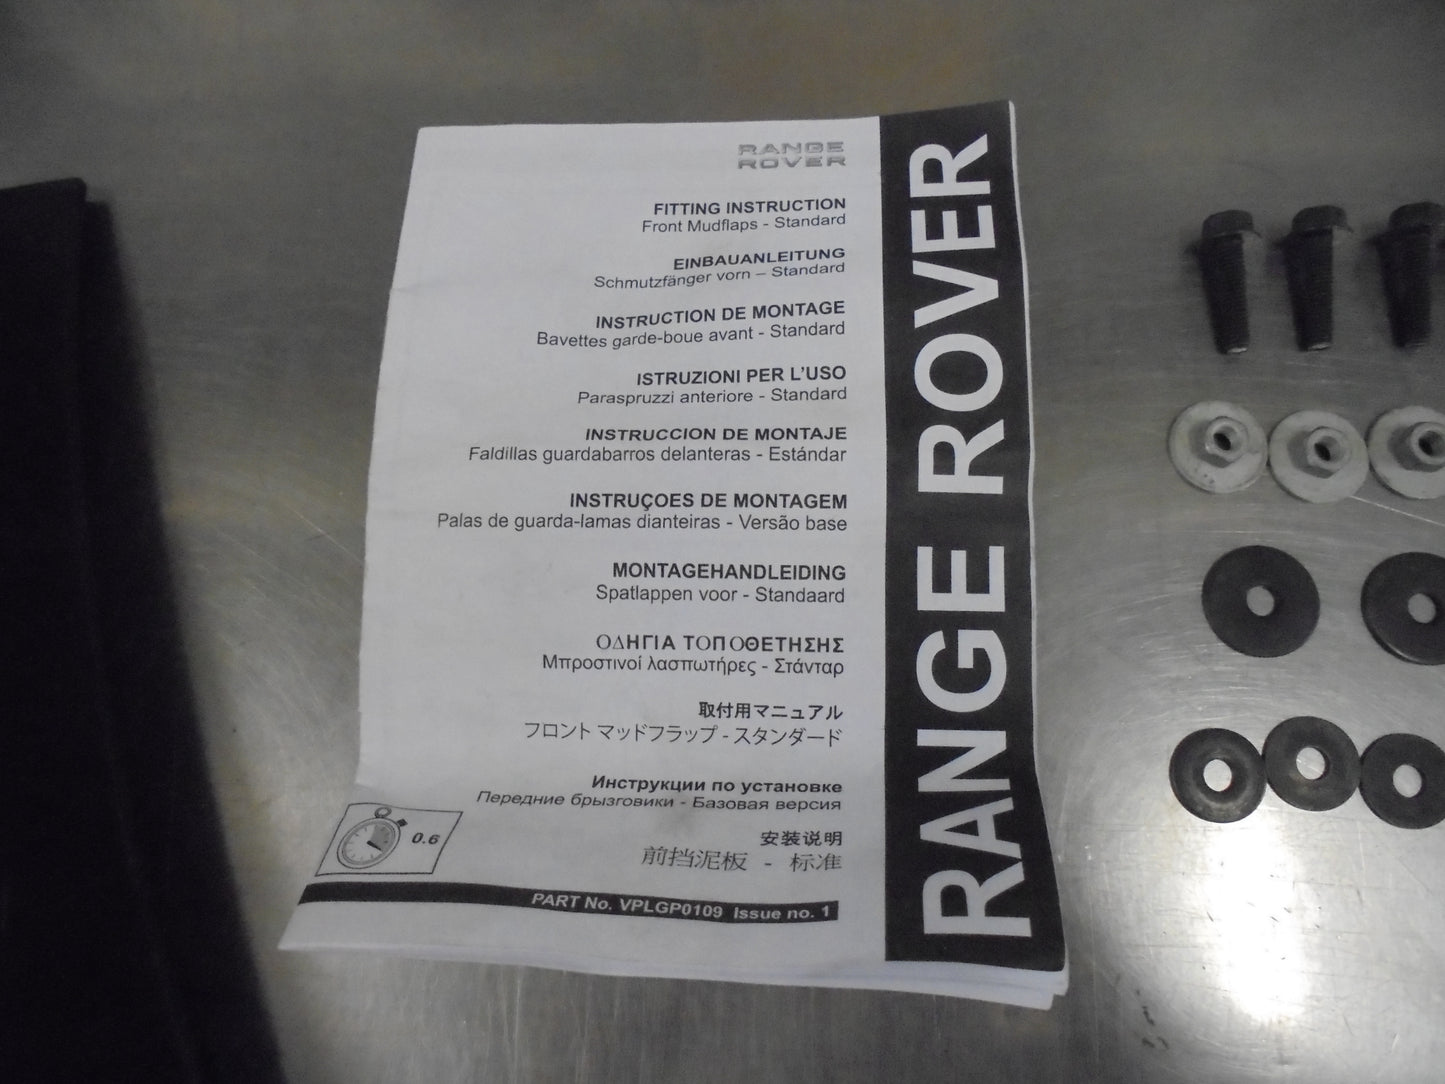 RANGE
ROVER
FITTING INSTRUCTION
Front Mudflaps - Standard
EINBAUANLEITUNG
Schmutzfänger vorn – Standard
INSTRUCTION DE MONTAGE
Bavettes garde-boue avant - Standard
ISTRUZIONI PER L'USO
Paraspruzzi anteriore - Standard
INSTRUCCION DE MONTAJE
Faldillas guardabarros delanteras - Estándar
INSTRUÇOES DE MONTAGEM
Palas de guarda-lamas dianteiras - Versão base
MONTAGEHANDLEIDING
Spatlappen voor - Standaard
ΟΔΗΓΙΑ ΤΟΠΟΘΕΤΗΣΗΣ
Μπροστινοί λασπωτήρες - Στάνταρ
取付用マニュアル
フロント マッドフラップ - スタンダード
Инструкции по установке
Передние брызговики - Базовая версия
安装说明
前挡泥板 - 标准
0.6
PART No. VPLGP0109 Issue no. 1
RANGE ROVER